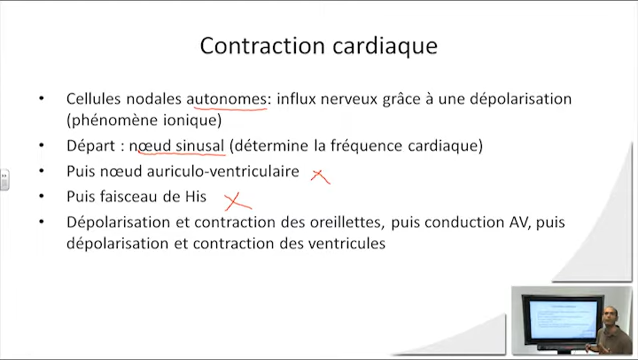 Contraction cardiaque
• Cellules nodales autonomes: influx nerveux grâce à une dépolarisation
(phénomène ionique)
• Départ : nœud sinusal (détermine la fréquence cardiaque)
• Puis nœud auriculo-ventriculaire
• Puis faisceau de His
• Dépolarisation et contraction des oreillettes, puis conduction AV, puis
dépolarisation et contraction des ventricules